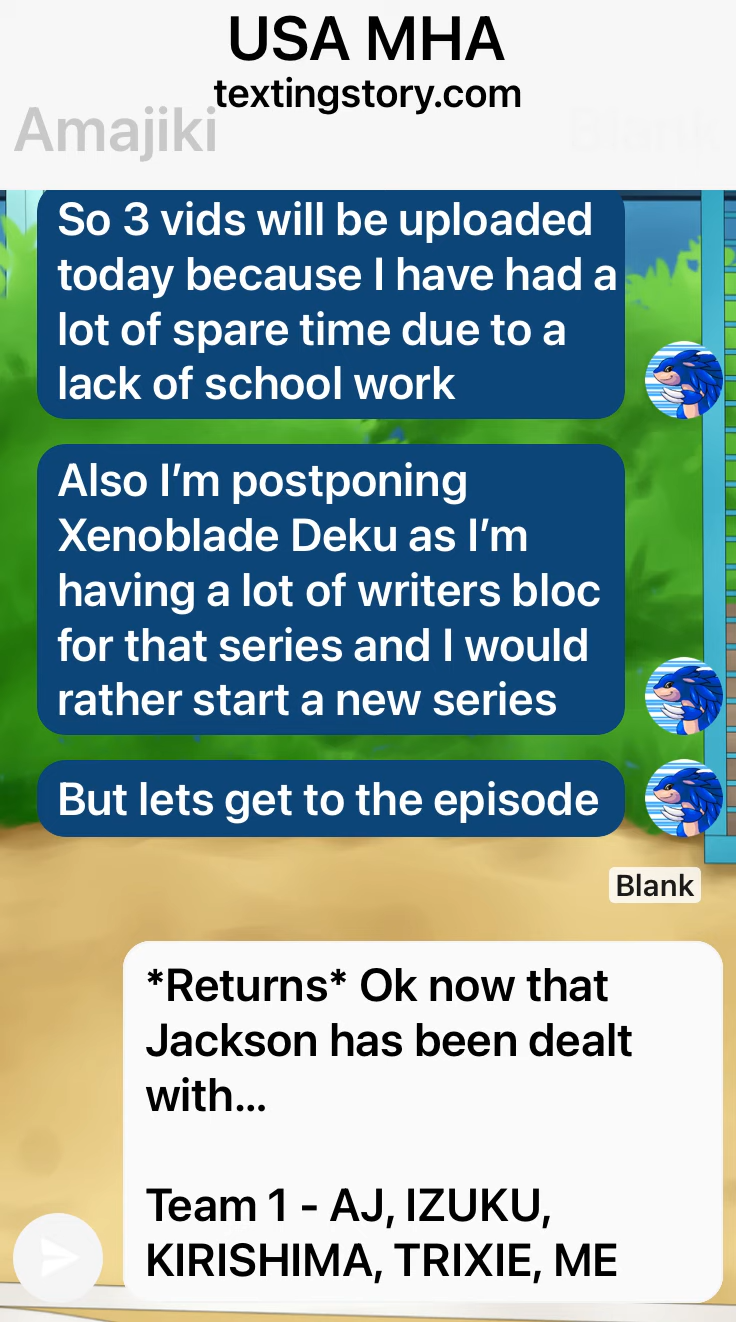 USA MHA
textingstory.com
Amajiki
Blank
So 3 vids will be uploaded
today because I have had a
lot of spare time due to a
lack of school work
Also I’m postponing
Xenoblade Deku as I’m
having a lot of writers bloc
for that series and I would
rather start a new series
But lets get to the episode
Blank
*Returns* Ok now that
Jackson has been dealt
with...
Team 1 - AJ, IZUKU,
KIRISHIMA, TRIXIE, ME